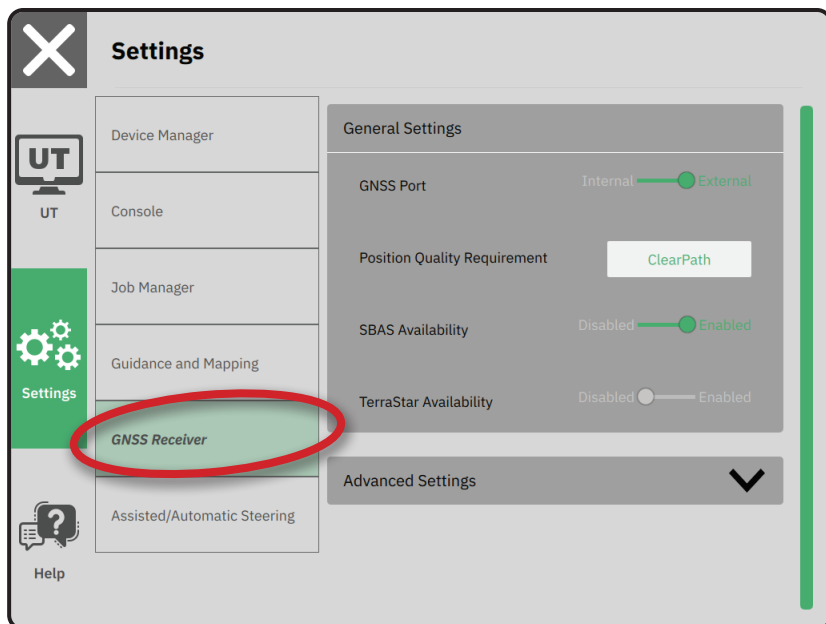 Settings
UT
UT
Settings
Help
Device Manager
Console
Job Manager
Guidance and Mapping
GNSS Receiver
Assisted/Automatic Steering
General Settings
GNSS Port Internal External
Position Quality Requirement ClearPath
SBAS Availability Disabled Enabled
TerraStar Availability Disabled Enabled
Advanced Settings